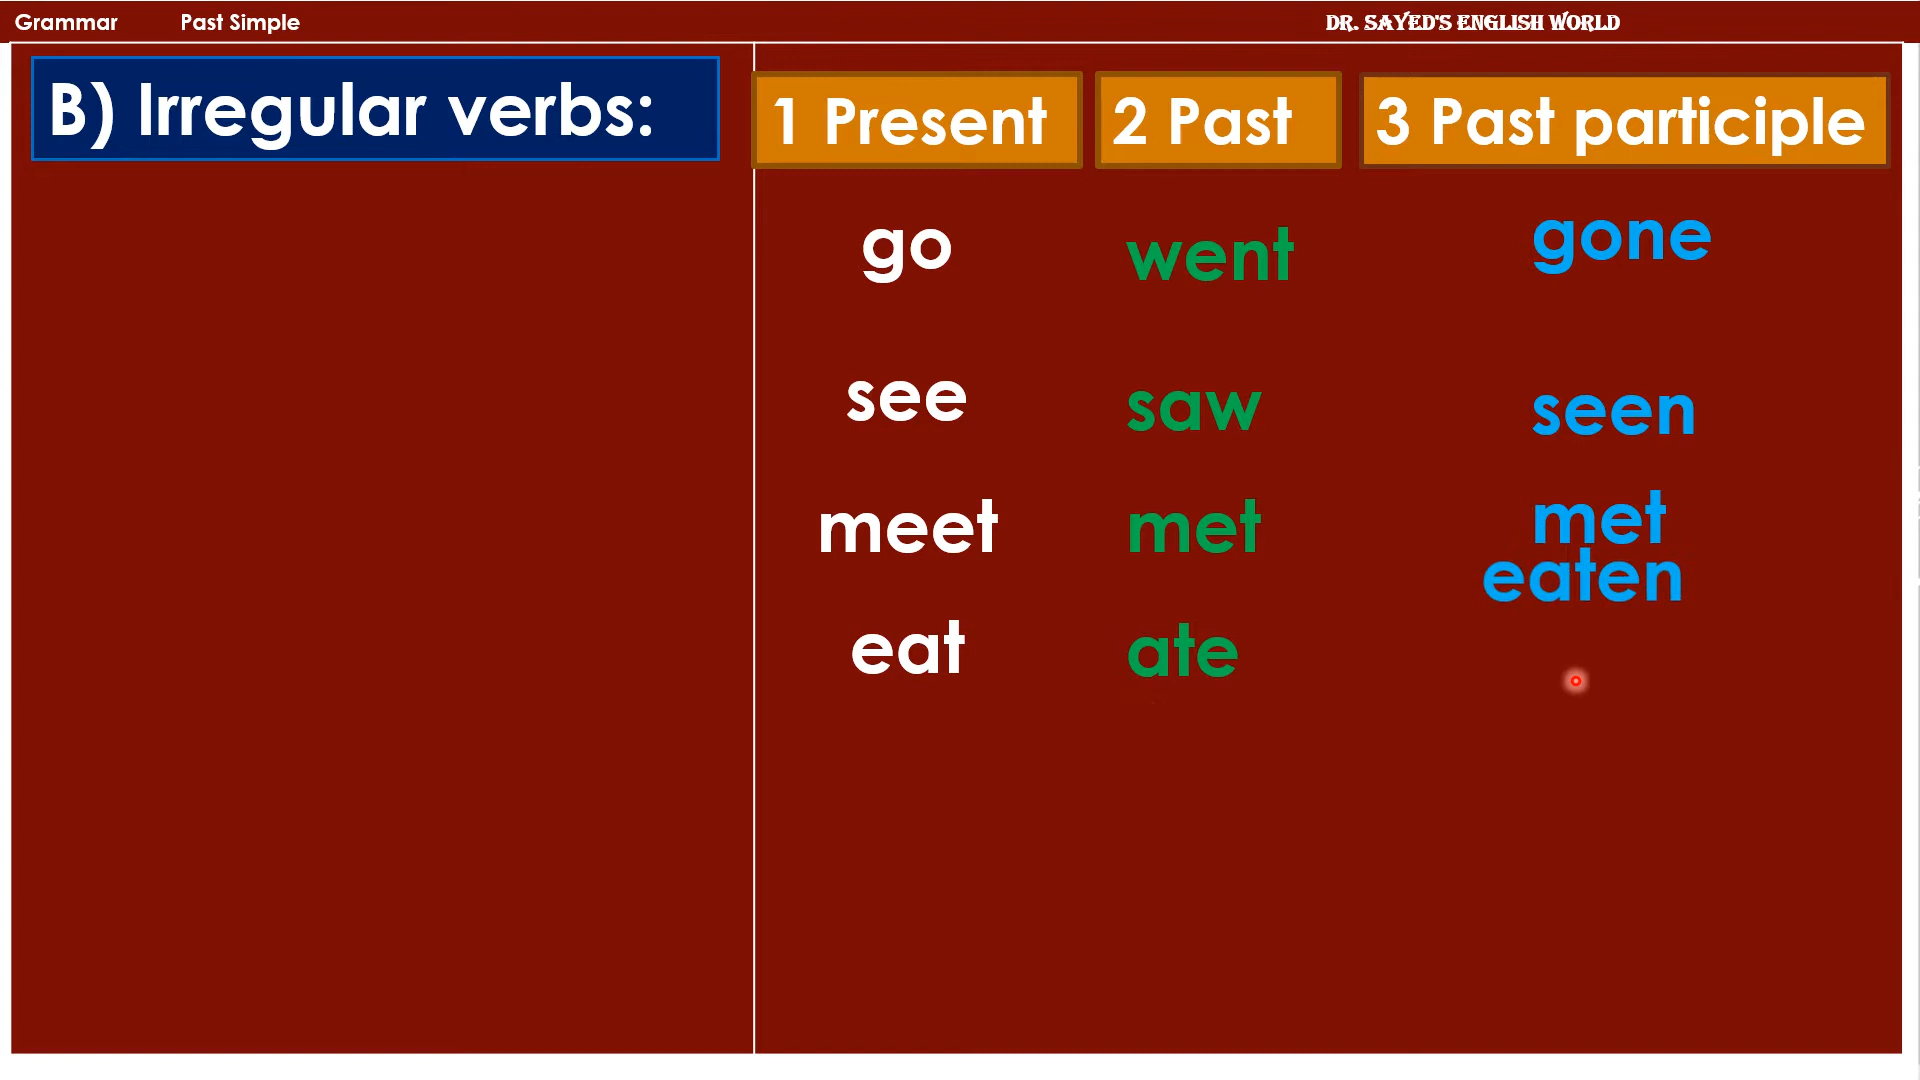 Grammar Past Simple DR. SAYED'S ENGLISH WORLD
B) Irregular verbs:
1 Present 2 Past 3 Past participle
go went gone
see saw seen
meet met met
eaten
eat ate